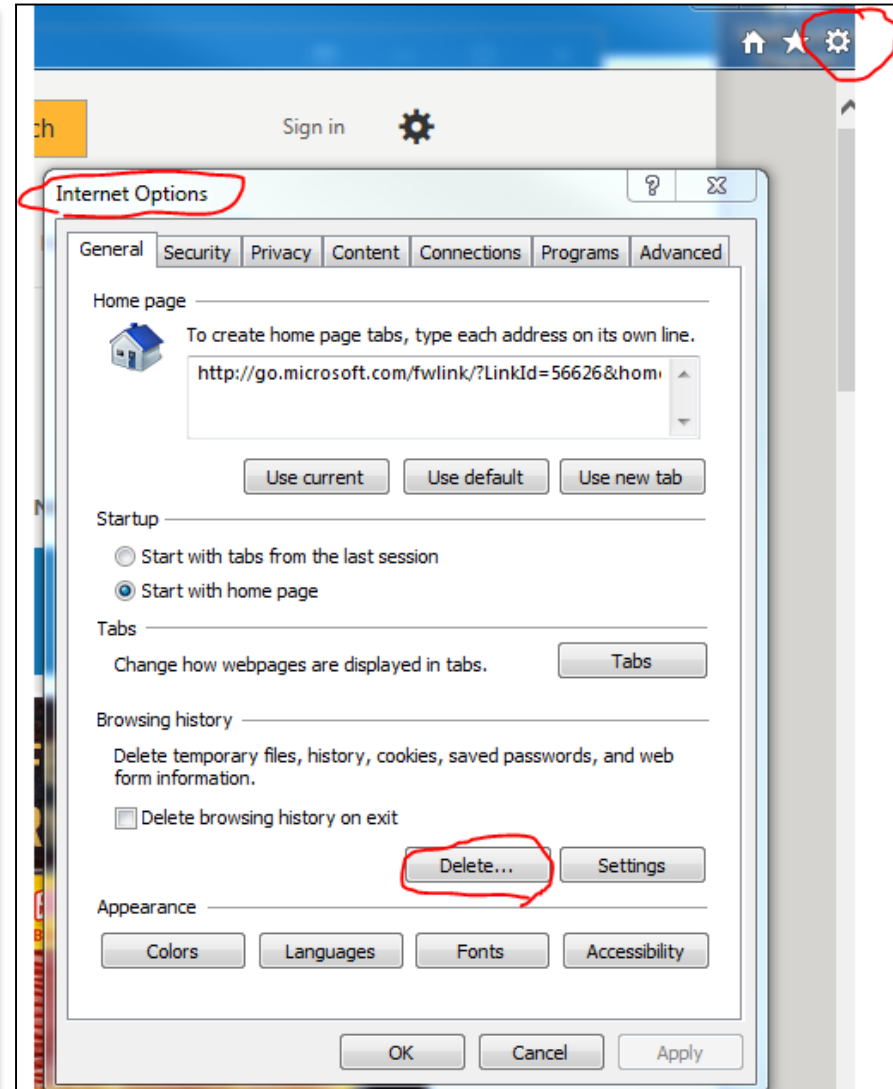 ch
Sign in
Internet Options
General Security Privacy Content Connections Programs Advanced
Home page
To create home page tabs, type each address on its own line.
http://go.microsoft.com/fwlink/?LinkId=56626&hom
Use current Use default Use new tab
Startup
Start with tabs from the last session
Start with home page
Tabs
Change how webpages are displayed in tabs.
Tabs
Browsing history
Delete temporary files, history, cookies, saved passwords, and web
form information.
Delete browsing history on exit
Delete... Settings
Appearance
Colors Languages Fonts Accessibility
OK Cancel Apply